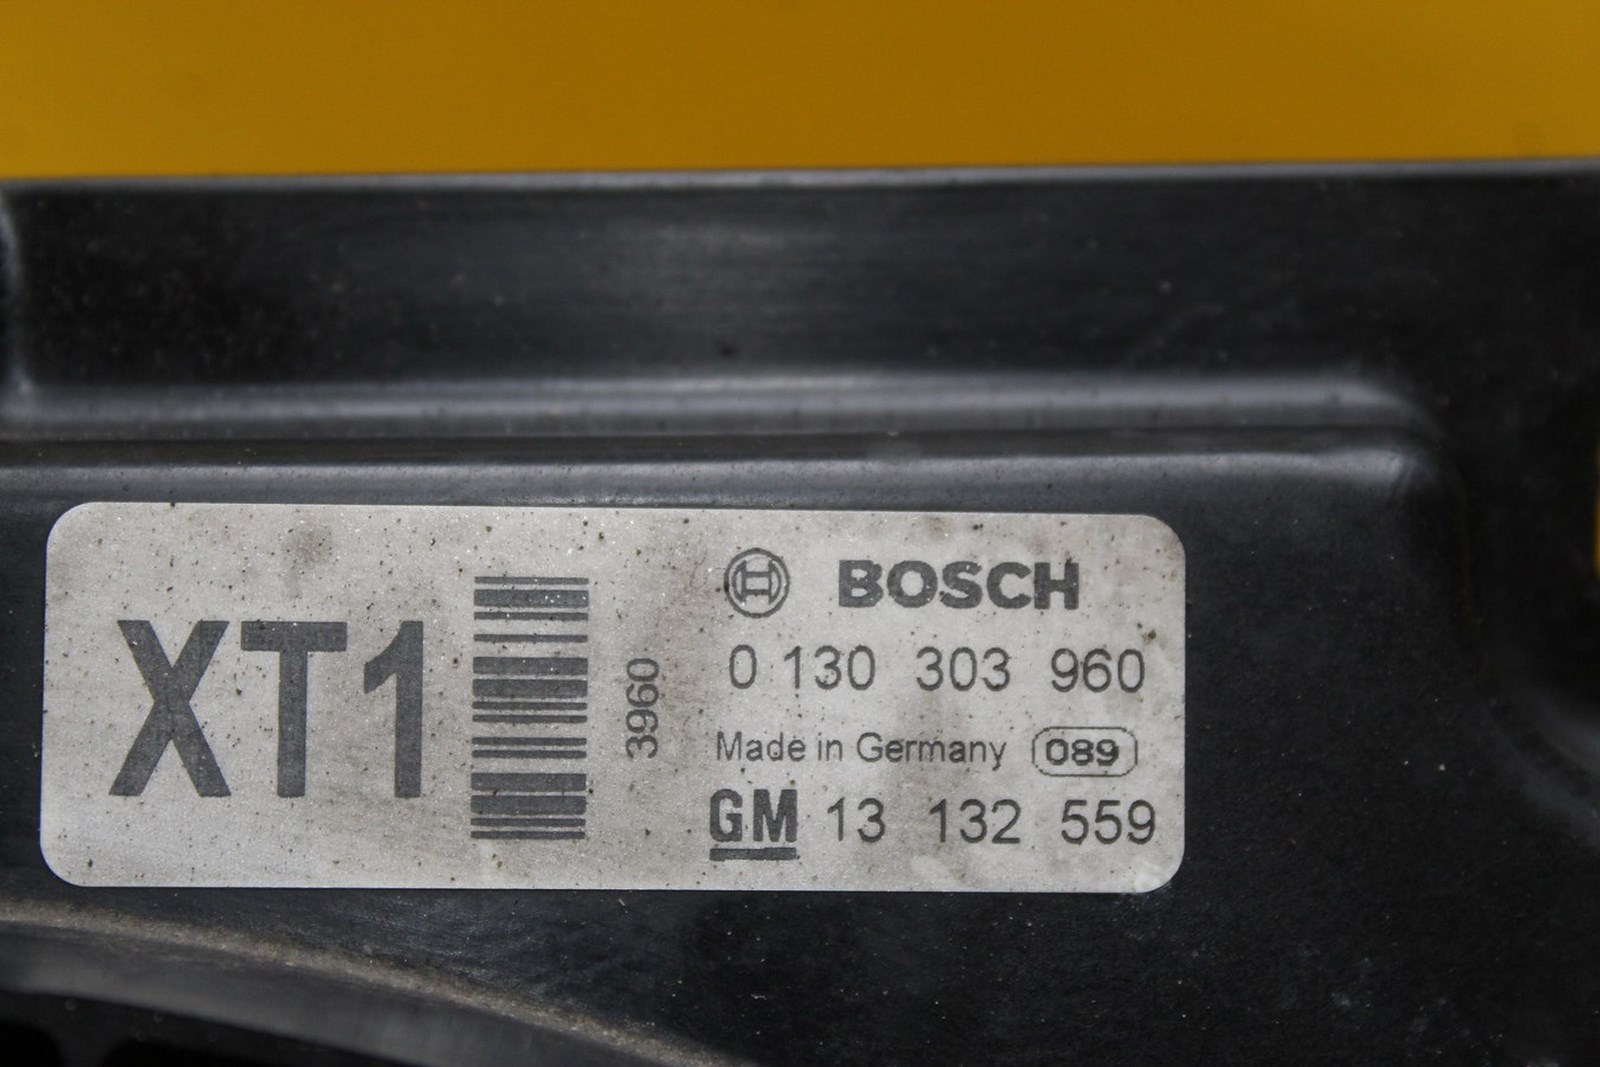 XT1
3960
BOSCH
0 130 303 960
Made in Germany 089
GM 13 132 559